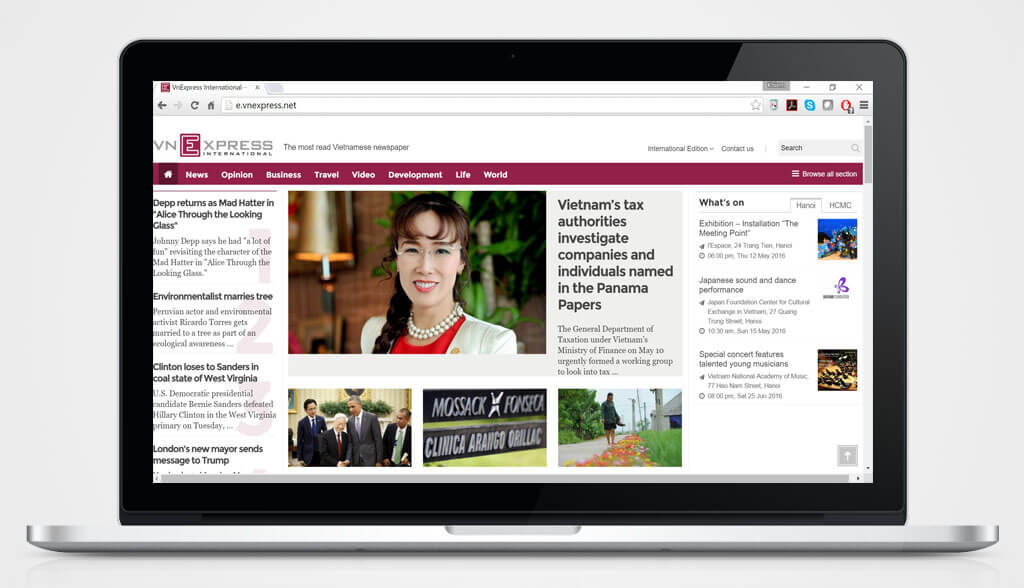 VnExpress International -
e.vnexpress.net
VN EXPRESS
INTERNATIONAL
The most read Vietnamese newspaper
International Edition
Contact us
Search
News
Opinion
Business
Travel
Video
Development
Life
World
Browse all section
Depp returns as Mad Hatter in
"Alice Through the Looking
Glass"
Johnny Depp says he had "a lot of
fun" revisiting the character of the
Mad Hatter in "Alice Through the
Looking Glass."
1
Environmentalist marries tree
Peruvian actor and environmental
activist Ricardo Torres gets
married to a tree as part of an
ecological awareness ...
2
Clinton loses to Sanders in
coal state of West Virginia
U.S. Democratic presidential
candidate Bernie Sanders defeated
Hillary Clinton in the West Virginia
primary on Tuesday, ...
3
London's new mayor sends
message to Trump
Vietnam's tax
authorities
investigate
companies and
individuals named
in the Panama
Papers
The General Department of
Taxation under Vietnam's
Ministry of Finance on May 10
urgently formed a working group
to look into tax ...
MOSSACK FONSECA
CLINICA ARANGO ORILLAC
What's on
Hanoi
HCMC
Exhibition – Installation "The
Meeting Point"
l'Espace, 24 Trang Tien, Hanoi
06:00 pm, Thu 12 May 2016
Japanese sound and dance
performance
Japan Foundation Center for Cultural
Exchange in Vietnam, 27 Quang
Trung Street, Hanoi
10:30 am, Sun 15 May 2016
Special concert features
talented young musicians
Vietnam National Academy of Music,
77 Hao Nam Street, Hanoi
08:00 pm, Sat 25 Jun 2016